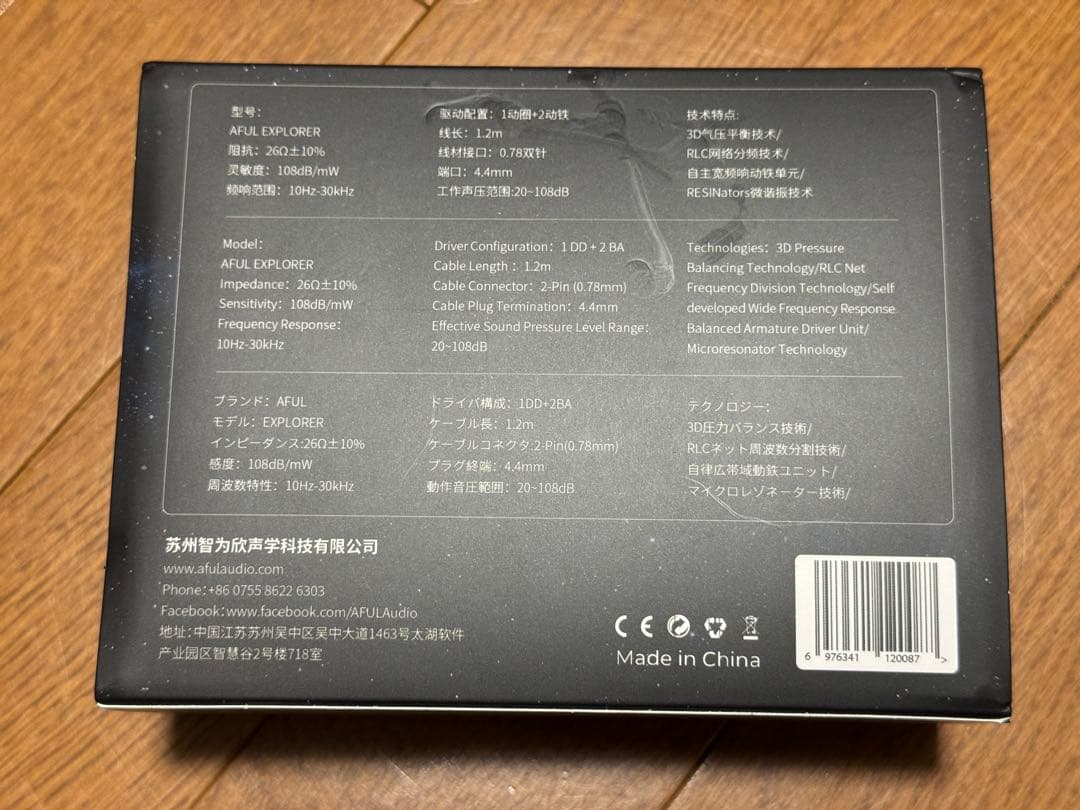 型号：
AFUL EXPLORER
阻抗：26Ω±10%
灵敏度：108dB/mW
频响范围：10Hz-30kHz
驱动配置：1动圈+2动铁
线长：1.2m
线材接口：0.78双针
端口：4.4mm
工作声压范围:20~108dB
技术特点:
3D气压平衡技术/
RLC网络分频技术/
自主宽频响动铁单元/
RESINators微谐振技术
Model：
AFUL EXPLORER
Impedance：26Ω±10%
Sensitivity：108dB/mW
Frequency Response：
10Hz-30kHz
Driver Configuration：1 DD + 2 BA
Cable Length：1.2m
Cable Connector：2-Pin (0.78mm)
Cable Plug Termination：4.4mm
Effective Sound Pressure Level Range：
20~108dB
Technologies：3D Pressure
Balancing Technology/RLC Net
Frequency Division Technology/Self
developed Wide Frequency Response
Balanced Armature Driver Unit/
Microresonator Technology
ブランド：AFUL
モデル：EXPLORER
インピーダンス:26Ω±10%
感度：108dB/mW
周波数特性：10Hz-30kHz
ドライバ構成：1DD+2BA
ケーブル長：1.2m
ケーブルコネクタ:2-Pin(0.78mm)
プラグ終端：4.4mm
動作音圧範囲：20~108dB
テクノロジー：
3D圧力バランス技術/
RLCネット周波数分割技術/
自律広帯域動鉄ユニット/
マイクロレゾネーター技術/
苏州智为欣声学科技有限公司
www.afulaudio.com
Phone:+86 0755 8622 6303
Facebook:www.facebook.com/AFULAudio
地址:中国江苏苏州吴中区吴中大道1463号太湖软件
产业园区智慧谷2号楼718室
CE
Made in China
6 976341 120087 >